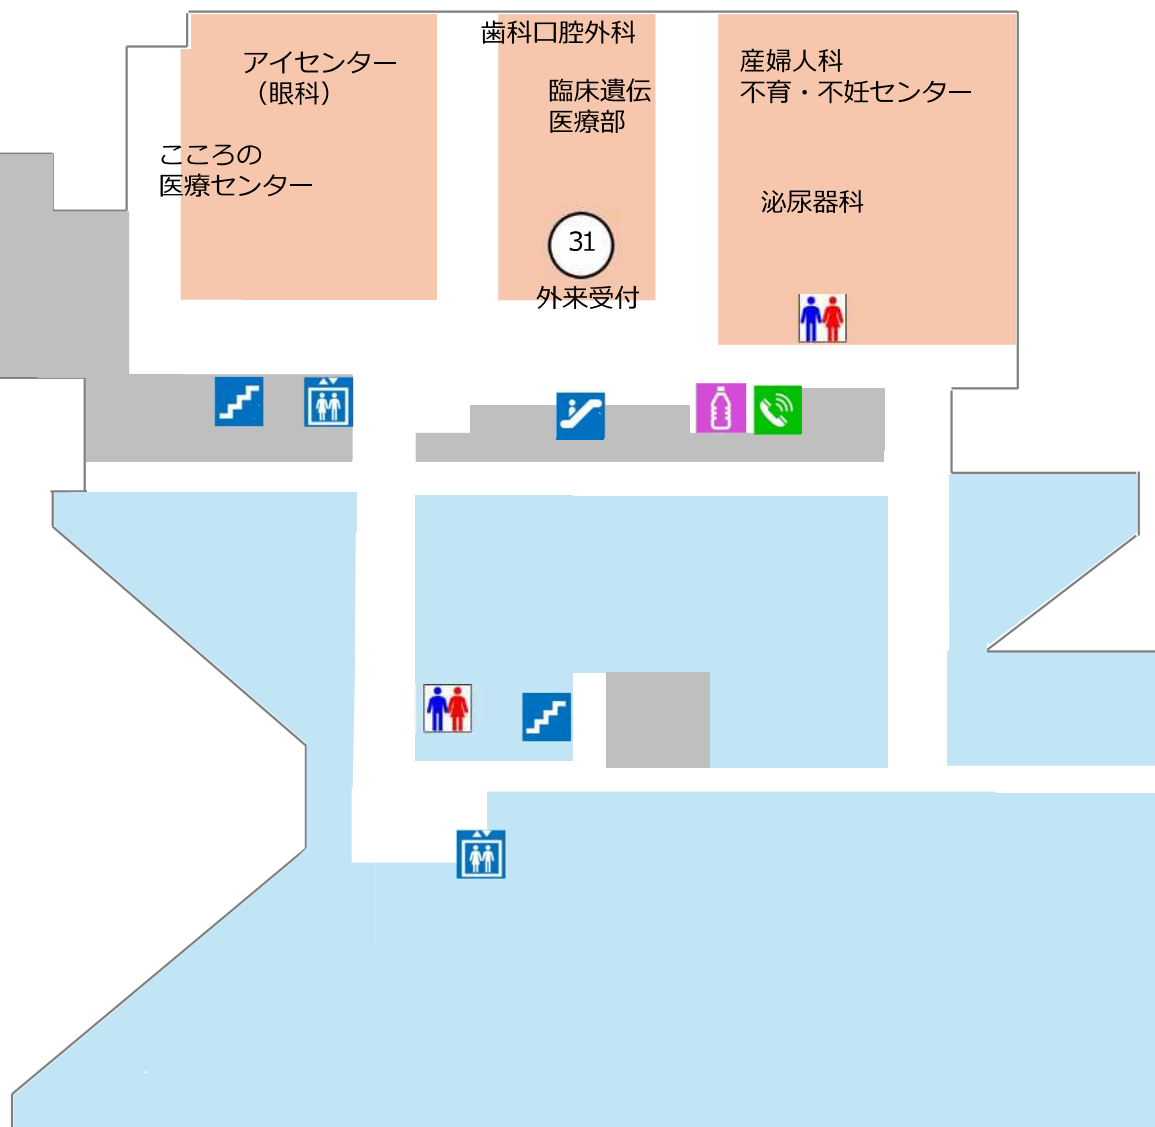 歯科口腔外科
アイセンター
（眼科）
産婦人科
不育・不妊センター
臨床遺伝
医療部
こころの
医療センター
泌尿器科
31
外来受付